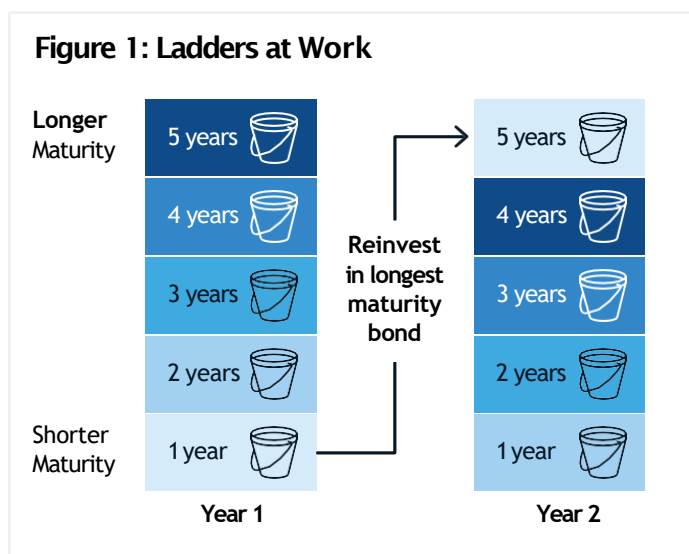 Figure 1: Ladders at Work
Longer
Maturity
5 years
4 years
3 years
2 years
Shorter
Maturity
1 year
Year 1
Reinvest
in longest
maturity
bond
5 years
4 years
3 years
2 years
1 year
Year 2